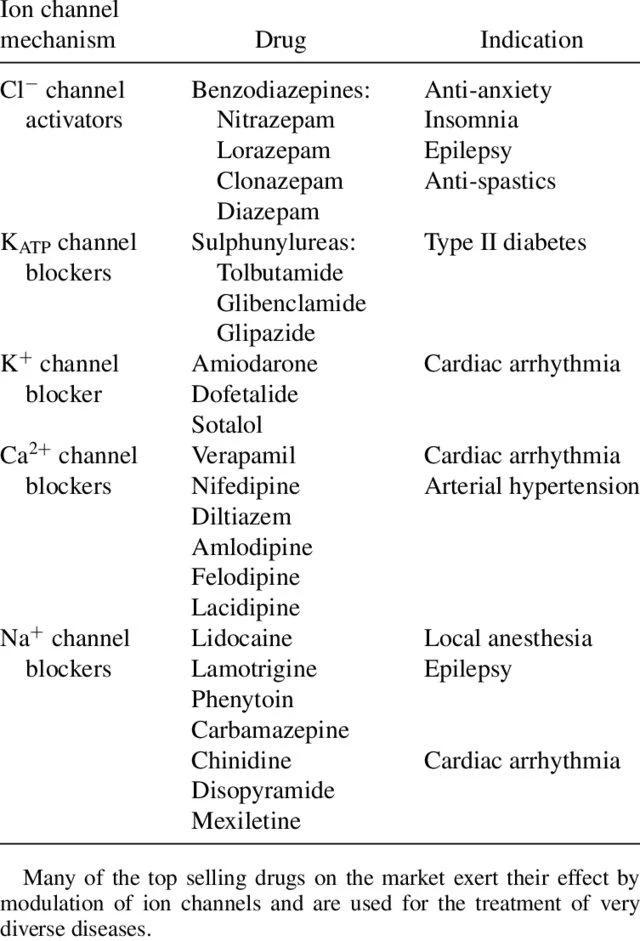 Ion channel
mechanism Drug Indication
Cl− channel Benzodiazepines: Anti-anxiety
activators Nitrazepam Insomnia
Lorazepam Epilepsy
Clonazepam Anti-spastics
Diazepam
KATP channel Sulphunylureas: Type II diabetes
blockers Tolbutamide
Glibenclamide
Glipazide
K+ channel Amiodarone Cardiac arrhythmia
blocker Dofetalide
Sotalol
Ca2+ channel Verapamil Cardiac arrhythmia
blockers Nifedipine Arterial hypertension
Diltiazem
Amlodipine
Felodipine
Lacidipine
Na+ channel Lidocaine Local anesthesia
blockers Lamotrigine Epilepsy
Phenytoin
Carbamazepine
Chinidine Cardiac arrhythmia
Disopyramide
Mexiletine
Many of the top selling drugs on the market exert their effect by
modulation of ion channels and are used for the treatment of very
diverse diseases.